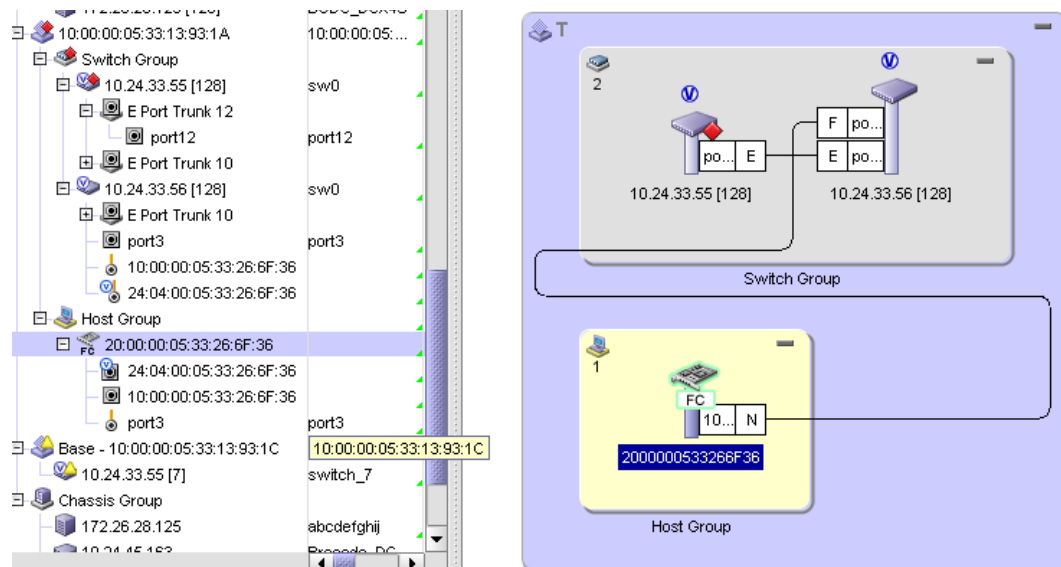 10:00:00:05:33:13:93:1A 10:00:00:05:...
Switch Group
10.24.33.55 [128] sw0
E Port Trunk 12
port12 port12
E Port Trunk 10
10.24.33.56 [128] sw0
E Port Trunk 10
port3 port3
10:00:00:05:33:26:6F:36
24:04:00:05:33:26:6F:36
Host Group
FC 20:00:00:05:33:26:6F:36
24:04:00:05:33:26:6F:36
10:00:00:05:33:26:6F:36
port3 port3
Base - 10:00:00:05:33:13:93:1C 10:00:00:05:33:13:93:1C
10.24.33.55 [7] switch_7
Chassis Group
172.26.28.125 abcdefghij
T
2
V
V
F po...
po... E
E po...
10.24.33.55 [128]
10.24.33.56 [128]
Switch Group
1
FC
10... N
2000000533266F36
Host Group